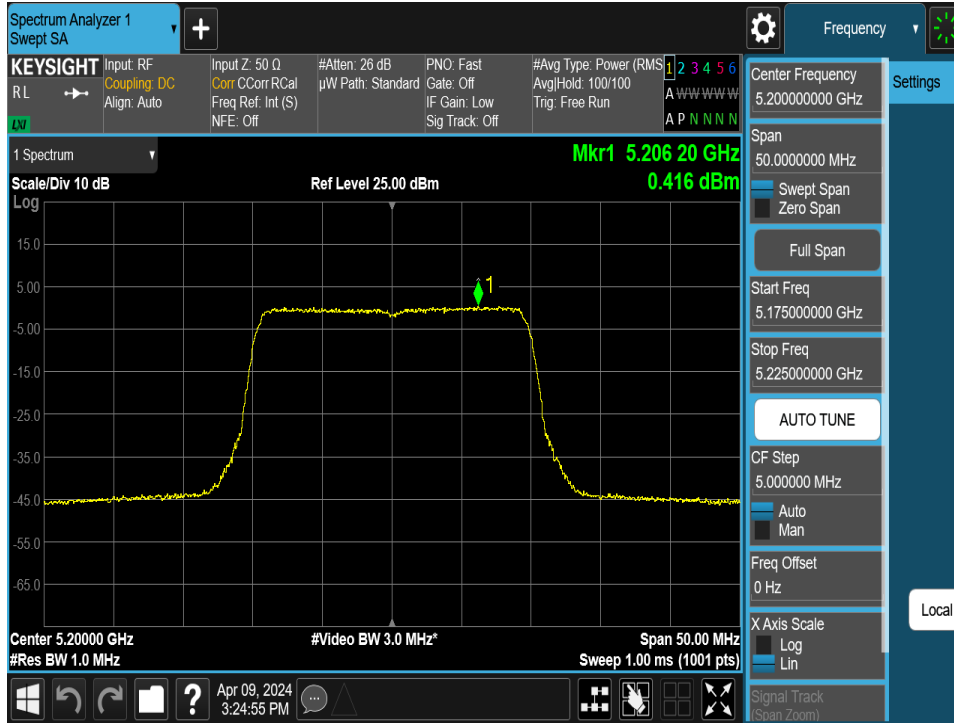 Spectrum Analyzer 1
Swept SA
+
Frequency
KEYSIGHT
RL
LXI
Input: RF
Coupling: DC
Align: Auto
Input Z: 50 Ω
Corr CCorr RCal
Freq Ref: Int (S)
NFE: Off
#Atten: 26 dB
µW Path: Standard
PNO: Fast
Gate: Off
IF Gain: Low
Sig Track: Off
#Avg Type: Power (RMS
Avg|Hold: 100/100
Trig: Free Run
1 2 3 4 5 6
A W W W W W
A P N N N N
1 Spectrum
Mkr1 5.206 20 GHz
Scale/Div 10 dB
Ref Level 25.00 dBm
0.416 dBm
Log
15.0
5.00
-5.00
-15.0
-25.0
-35.0
-45.0
-55.0
-65.0
1
Center 5.20000 GHz
#Video BW 3.0 MHz*
Span 50.00 MHz
#Res BW 1.0 MHz
Sweep 1.00 ms (1001 pts)
Center Frequency
5.200000000 GHz
Span
50.0000000 MHz
Swept Span
Zero Span
Full Span
Start Freq
5.175000000 GHz
Stop Freq
5.225000000 GHz
AUTO TUNE
CF Step
5.000000 MHz
Auto
Man
Freq Offset
0 Hz
X Axis Scale
Log
Lin
Signal Track
(Span Zoom)
Settings
Local
?
Apr 09, 2024
3:24:55 PM